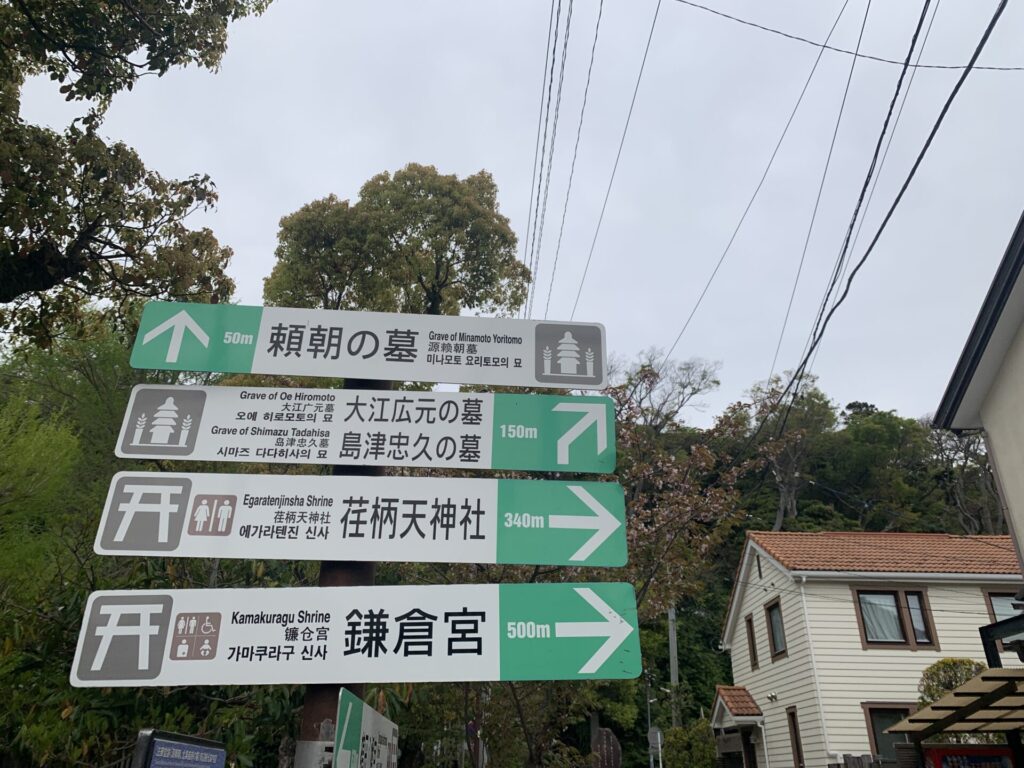 50m
頼朝の墓
Grave of Minamoto Yoritomo
源赖朝墓
미나모토 요리토모의 묘
Grave of Oe Hiromoto
大江广元墓
오에 히로모토의 묘
大江広元の墓
Grave of Shimazu Tadahisa
岛津忠久墓
시마즈 다다히사의 묘
島津忠久の墓
150m
Egaratenjinsha Shrine
荏柄天神社
에가라텐진 신사
荏柄天神社
340m
Kamakuragu Shrine
镰仓宫
가마쿠라구 신사
鎌倉宮
500m